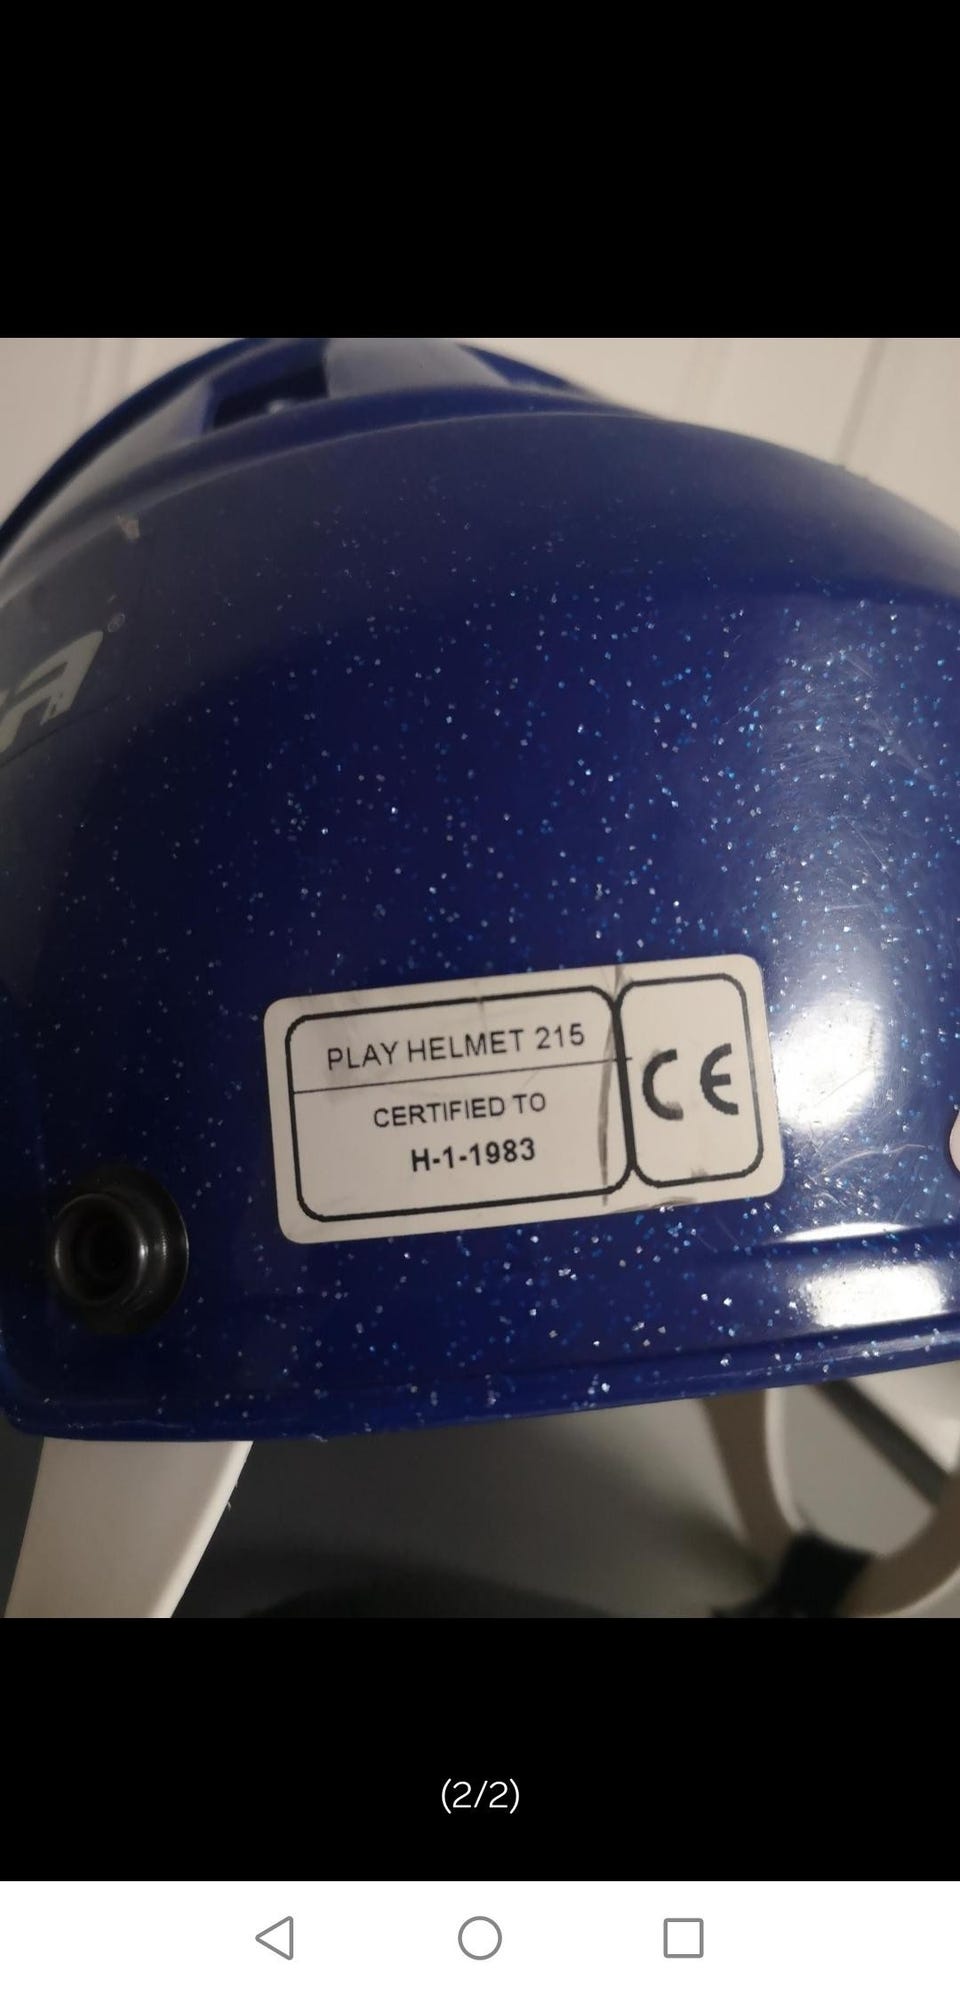 PLAY HELMET 215
CERTIFIED TO
H-1-1983
CE
(2/2)